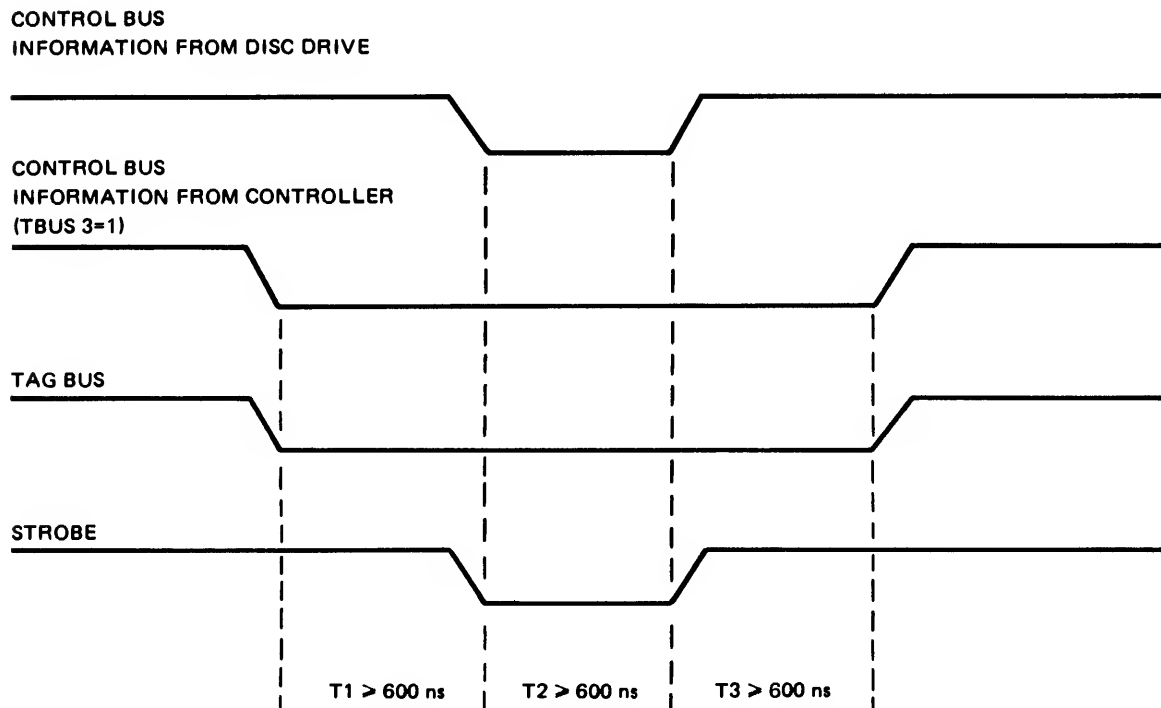 CONTROL BUS
INFORMATION FROM DISC DRIVE
CONTROL BUS
INFORMATION FROM CONTROLLER
(TBUS 3=1)
TAG BUS
STROBE
T1 ⩾ 600 ns
T2 ⩾ 600 ns
T3 ⩾ 600 ns